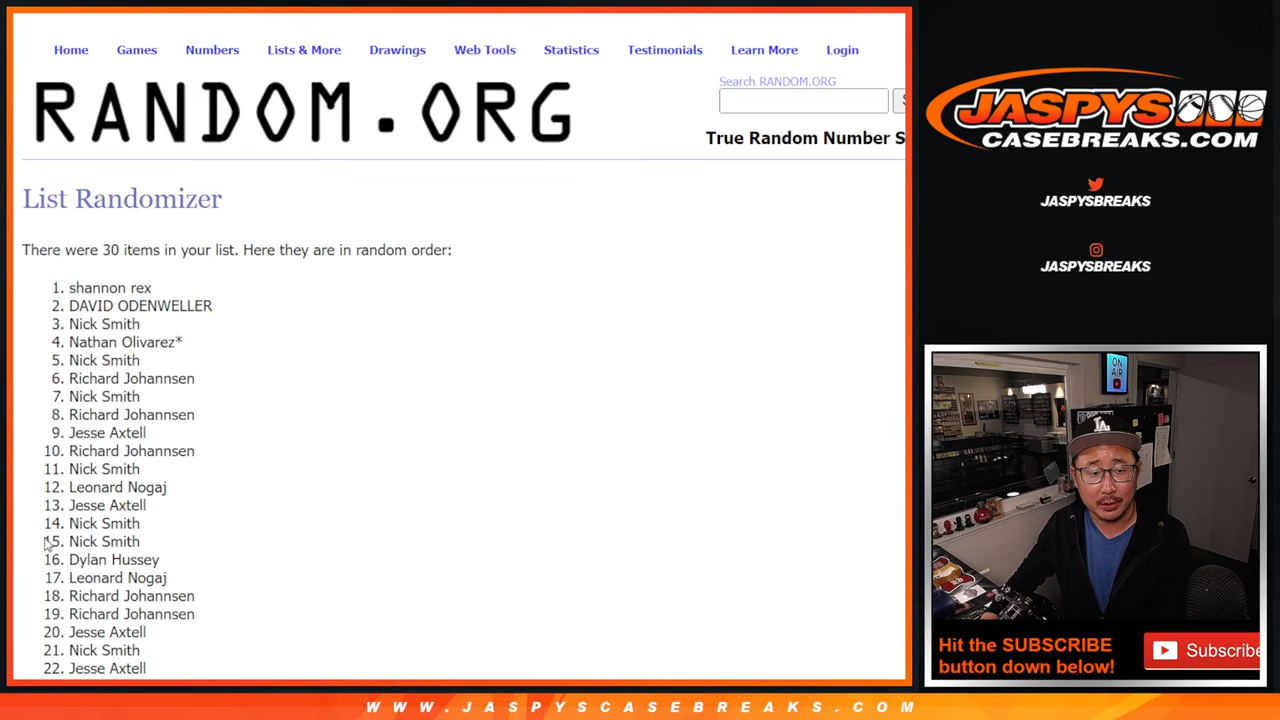 Home Games Numbers Lists & More Drawings Web Tools Statistics Testimonials Learn More Login
Search RANDOM.ORG
RANDOM.ORG
True Random Number S
List Randomizer
There were 30 items in your list. Here they are in random order:
1. shannon rex
2. DAVID ODENWELLER
3. Nick Smith
4. Nathan Olivarez*
5. Nick Smith
6. Richard Johannsen
7. Nick Smith
8. Richard Johannsen
9. Jesse Axtell
10. Richard Johannsen
11. Nick Smith
12. Leonard Nogaj
13. Jesse Axtell
14. Nick Smith
15. Nick Smith
16. Dylan Hussey
17. Leonard Nogaj
18. Richard Johannsen
19. Richard Johannsen
20. Jesse Axtell
21. Nick Smith
22. Jesse Axtell
JASPYS
CASEBREAKS.COM
JASPYSBREAKS
JASPYSBREAKS
ON
AIR
LA
Hit the SUBSCRIBE
button down below!
Subscribe
WWW.JASPYSCASEBREAKS.COM